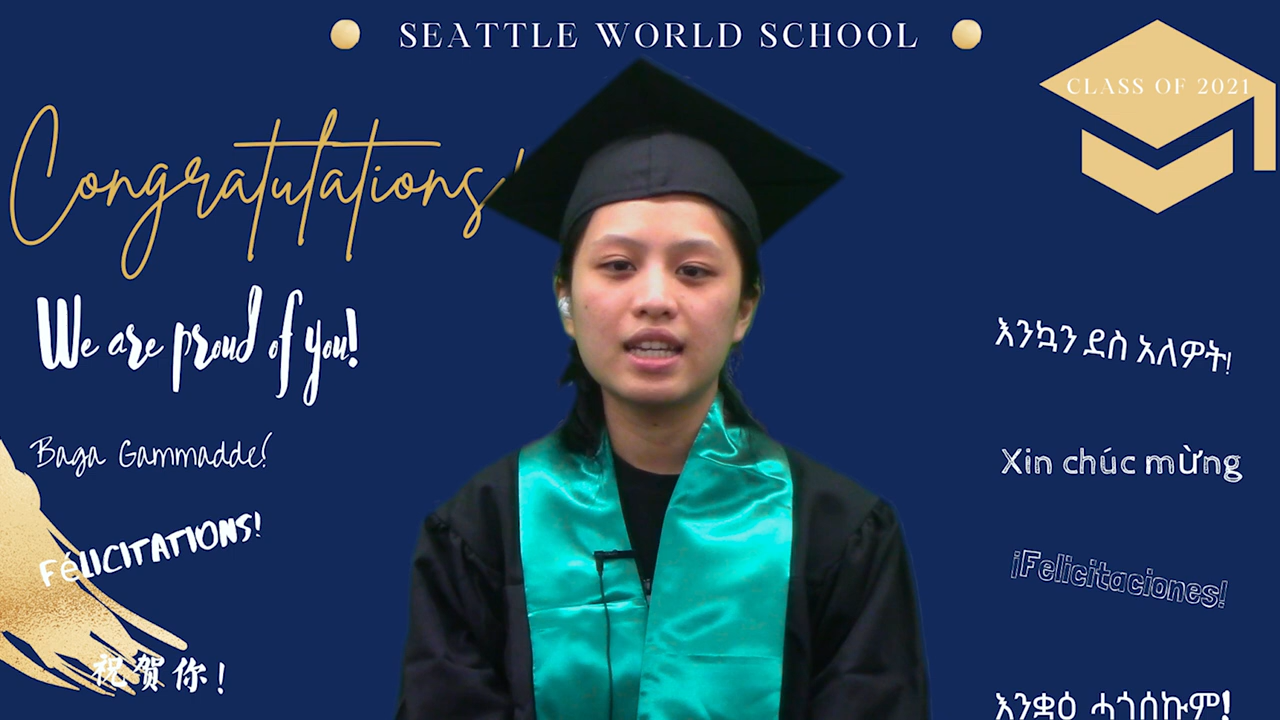 SEATTLE WORLD SCHOOL
CLASS OF 2021
Congratulations!
We are proud of you!
Baga Gammadde!
FéLICITATIONS!
祝贺你!
እንኳን ደስ አለዎት!
Xin chúc mừng
¡Felicitaciones!
እንቋዕ ሓጎሰኩም!